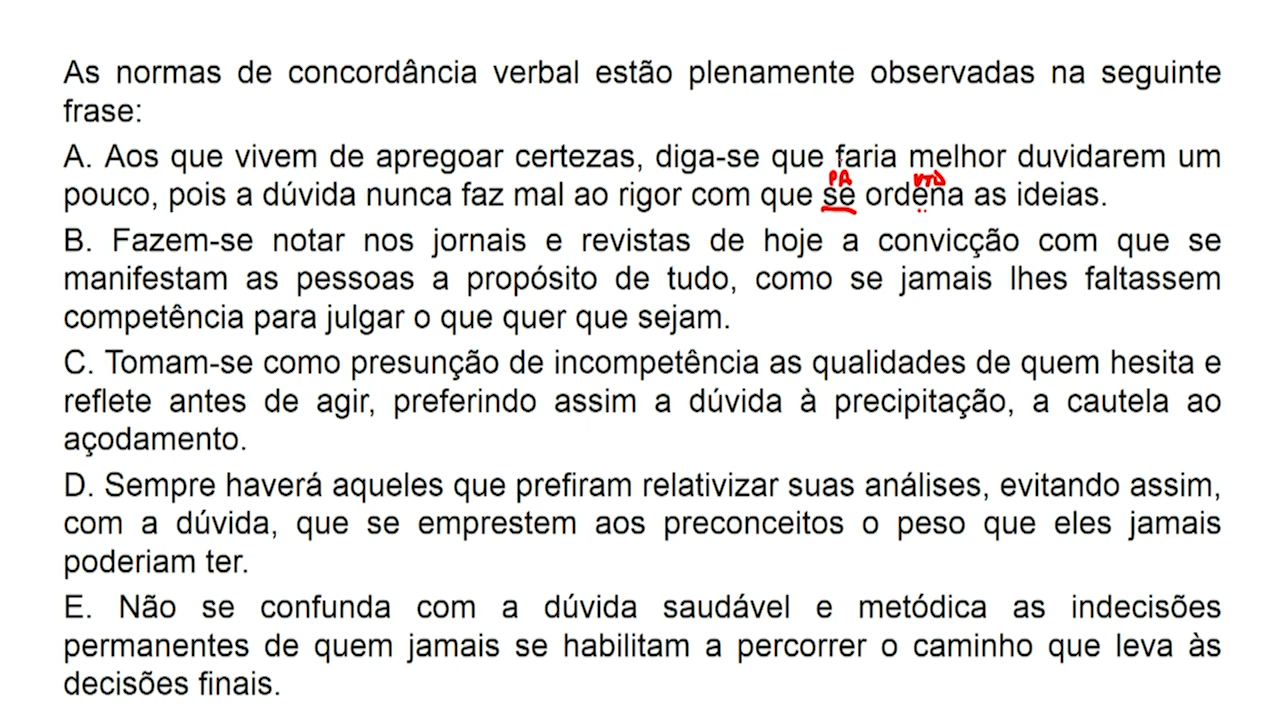 As normas de concordância verbal estão plenamente observadas na seguinte
frase:
A. Aos que vivem de apregoar certezas, diga-se que faria melhor duvidarem um
PA VTD
pouco, pois a dúvida nunca faz mal ao rigor com que se ordena as ideias.
B. Fazem-se notar nos jornais e revistas de hoje a convicção com que se
manifestam as pessoas a propósito de tudo, como se jamais lhes faltassem
competência para julgar o que quer que sejam.
C. Tomam-se como presunção de incompetência as qualidades de quem hesita e
reflete antes de agir, preferindo assim a dúvida à precipitação, a cautela ao
açodamento.
D. Sempre haverá aqueles que prefiram relativizar suas análises, evitando assim,
com a dúvida, que se emprestem aos preconceitos o peso que eles jamais
poderiam ter.
E. Não se confunda com a dúvida saudável e metódica as indecisões
permanentes de quem jamais se habilitam a percorrer o caminho que leva às
decisões finais.